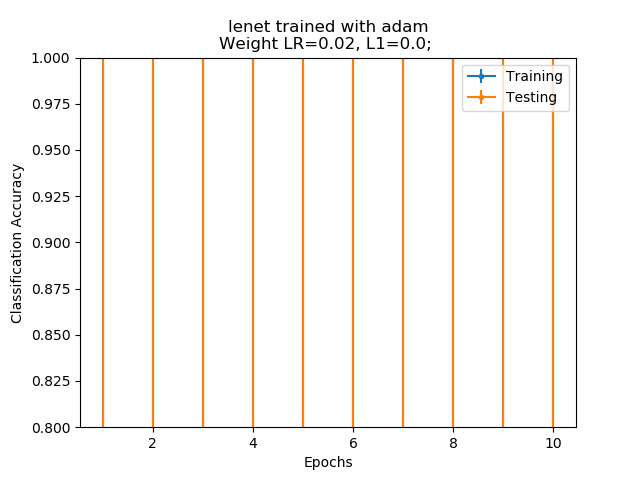 lenet trained with adam
Weight LR=0.02, L1=0.0;
Training
Testing
Classification Accuracy
1.000
0.975
0.950
0.925
0.900
0.875
0.850
0.825
0.800
2 4 6 8 10
Epochs